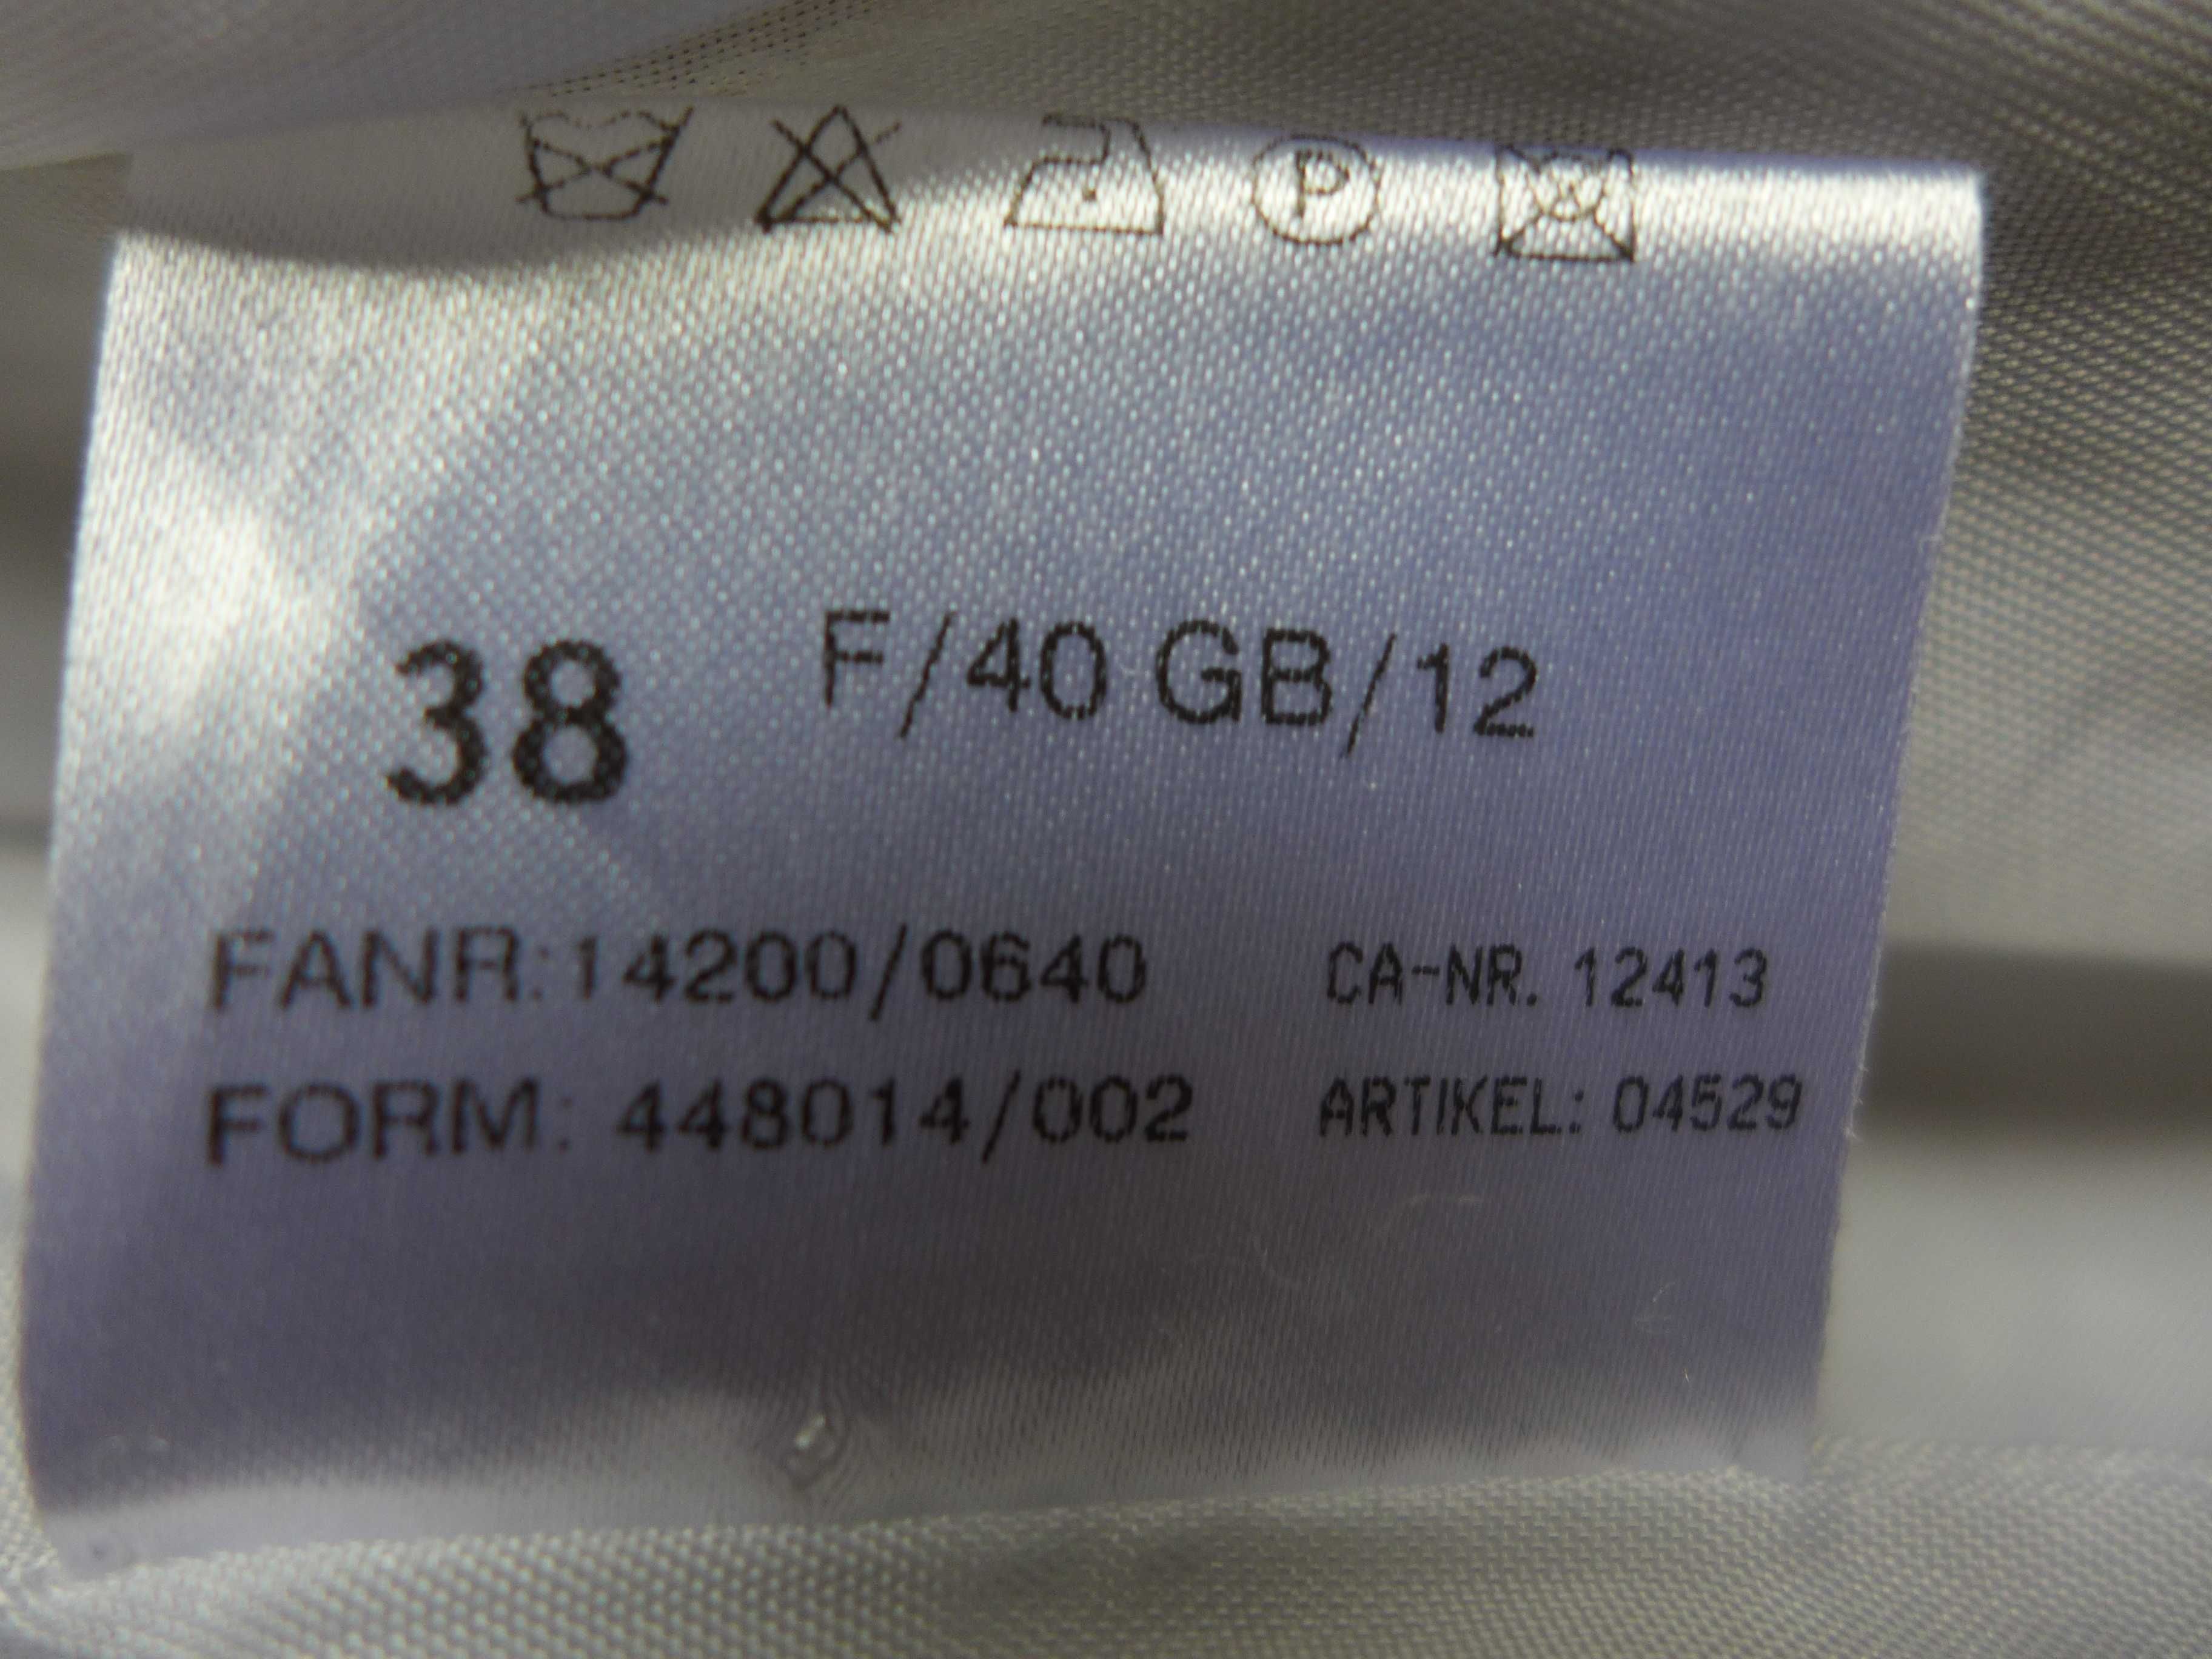 P
38 F/40 GB/12
FANR:14200/0640 CA-NR. 12413
FORM: 448014/002 ARTIKEL: 04529